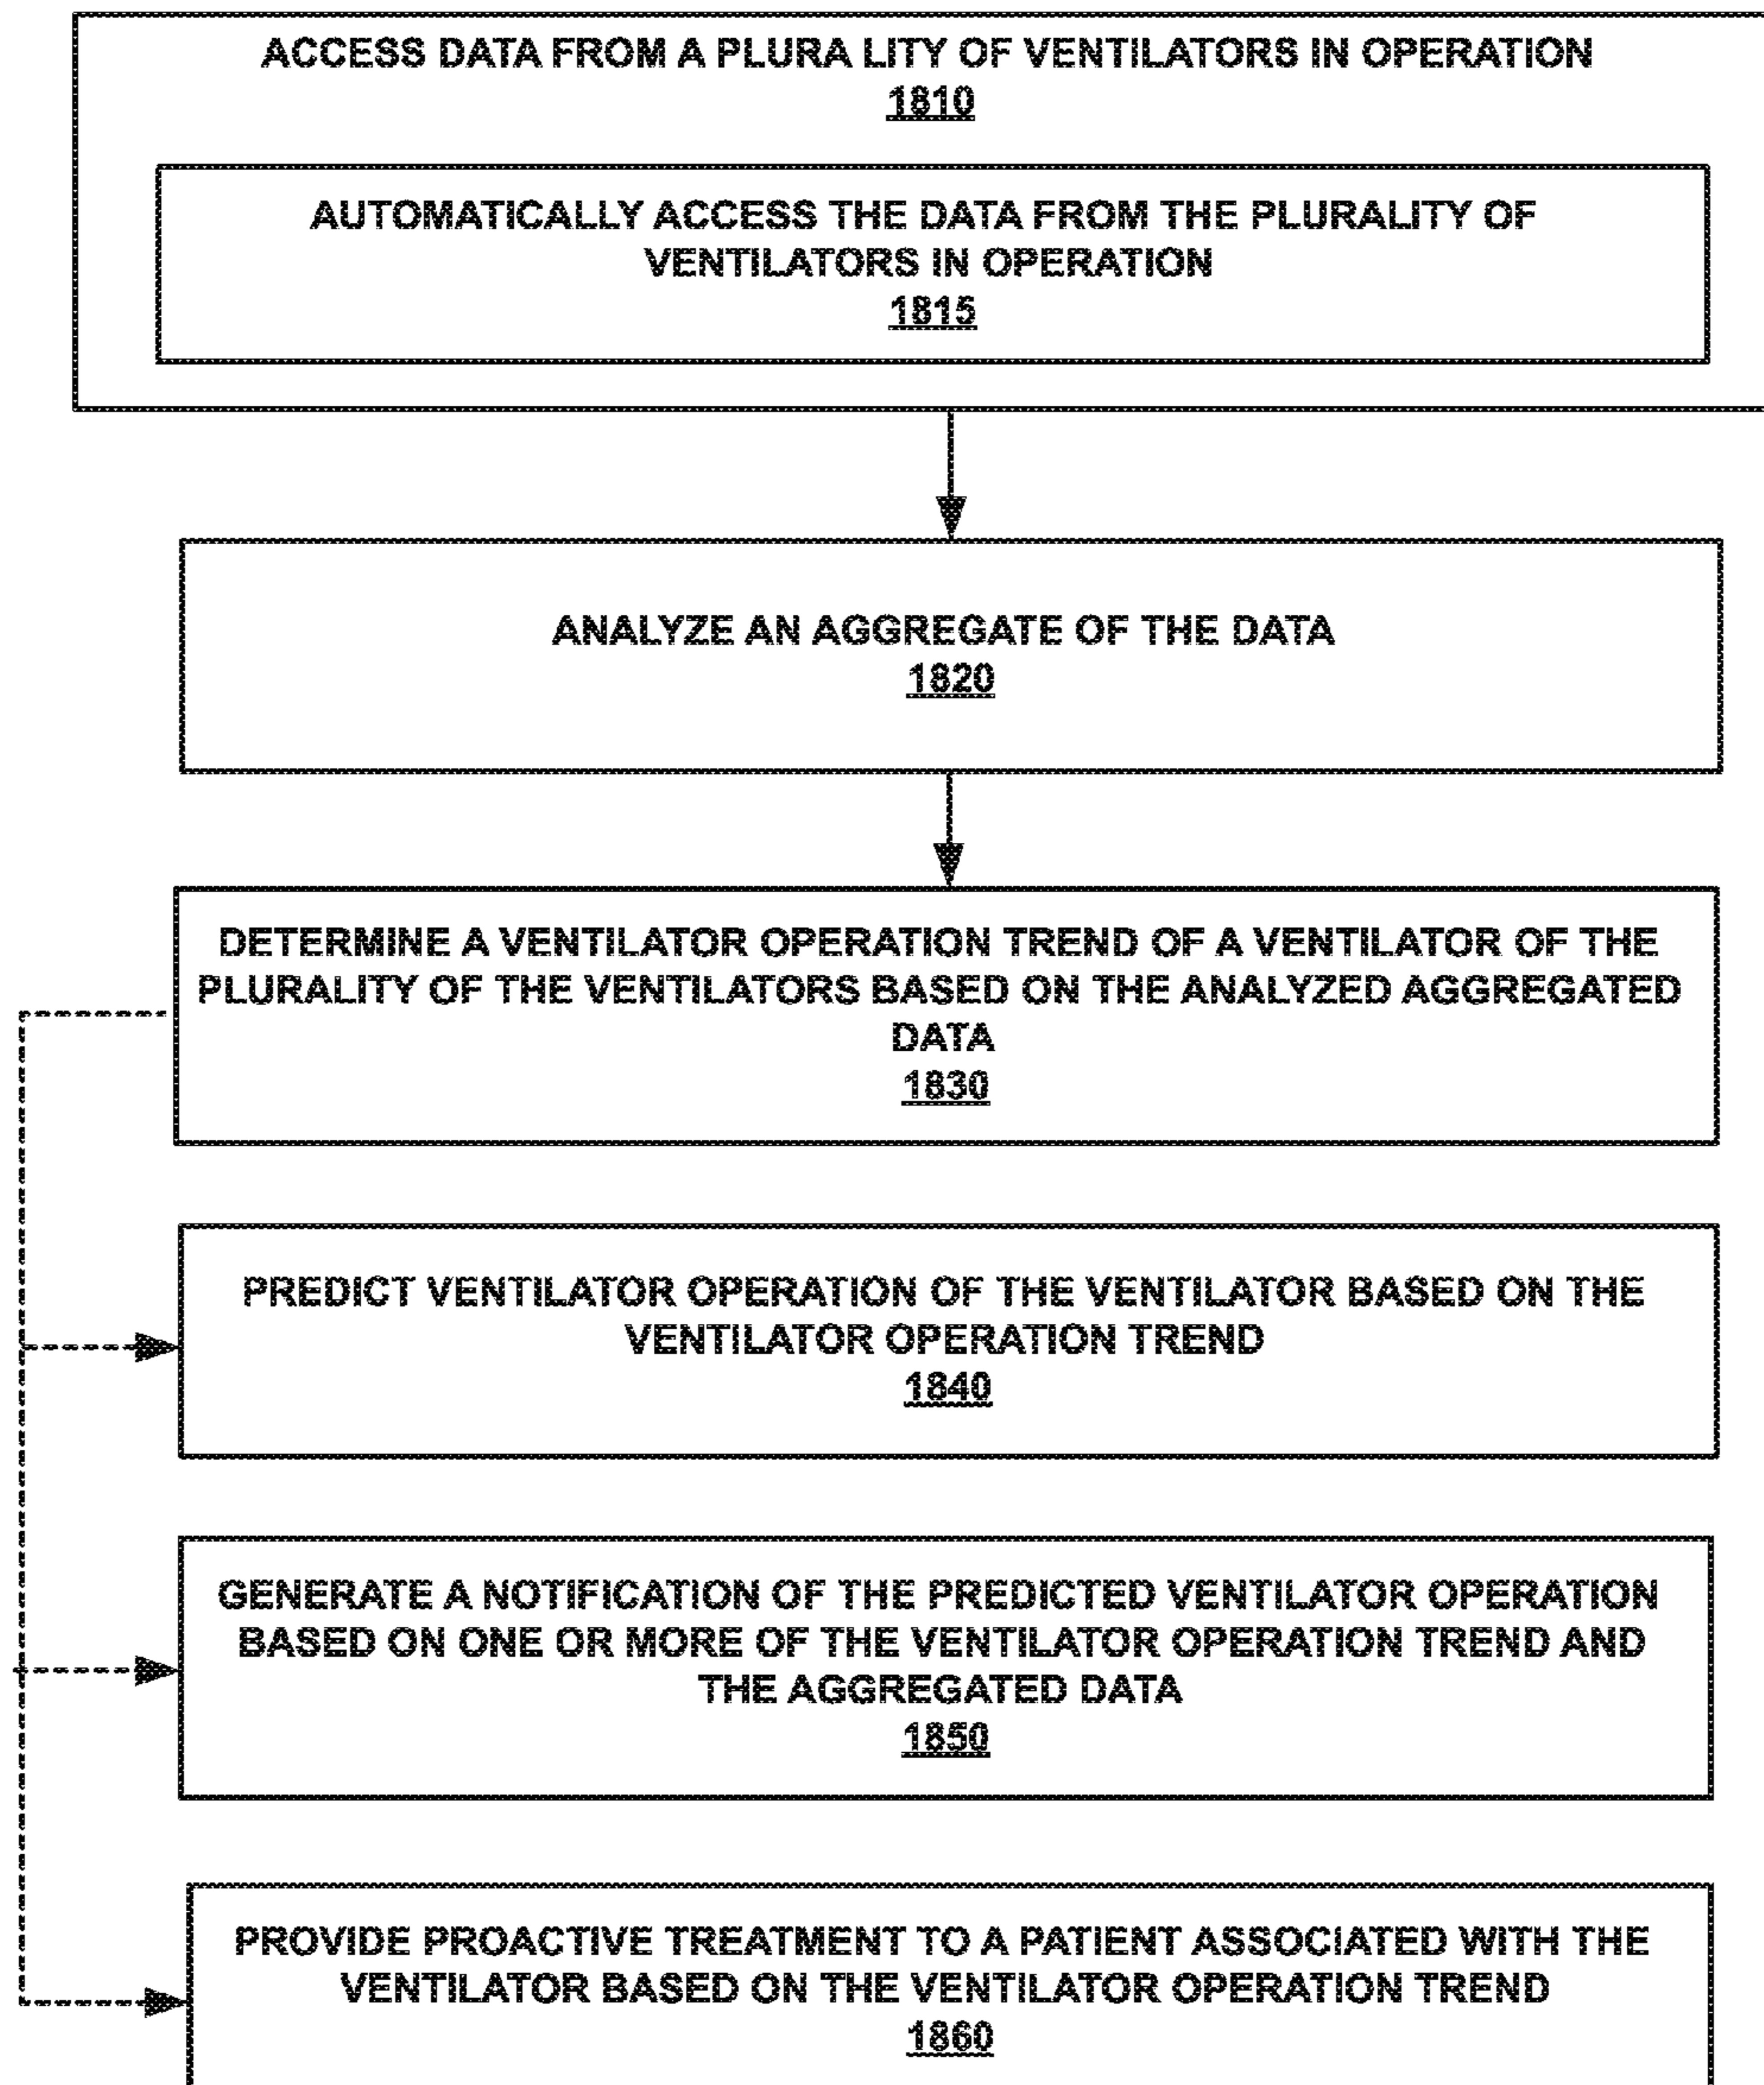 ACCESS DATA FROM A PLURA LITY OF VENTILATORS IN OPERATION
1810
AUTOMATICALLY ACCESS THE DATA FROM THE PLURALITY OF
VENTILATORS IN OPERATION
1815
ANALYZE AN AGGREGATE OF THE DATA
1820
DETERMINE A VENTILATOR OPERATION TREND OF A VENTILATOR OF THE
PLURALITY OF THE VENTILATORS BASED ON THE ANALYZED AGGREGATED
DATA
1830
PREDICT VENTILATOR OPERATION OF THE VENTILATOR BASED ON THE
VENTILATOR OPERATION TREND
1840
GENERATE A NOTIFICATION OF THE PREDICTED VENTILATOR OPERATION
BASED ON ONE OR MORE OF THE VENTILATOR OPERATION TREND AND
THE AGGREGATED DATA
1850
PROVIDE PROACTIVE TREATMENT TO A PATIENT ASSOCIATED WITH THE
VENTILATOR BASED ON THE VENTILATOR OPERATION TREND
1860